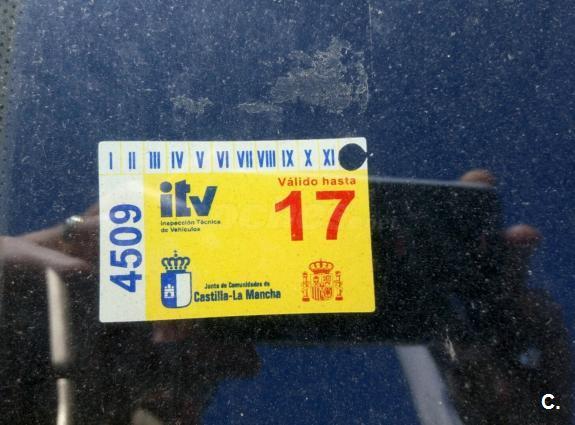 I II III IV V VI VII VIII IX X XI
itv
Inspección Técnica
de Vehículos
Válido hasta
17
4509
Junta de Comunidades de
Castilla-La Mancha
C.